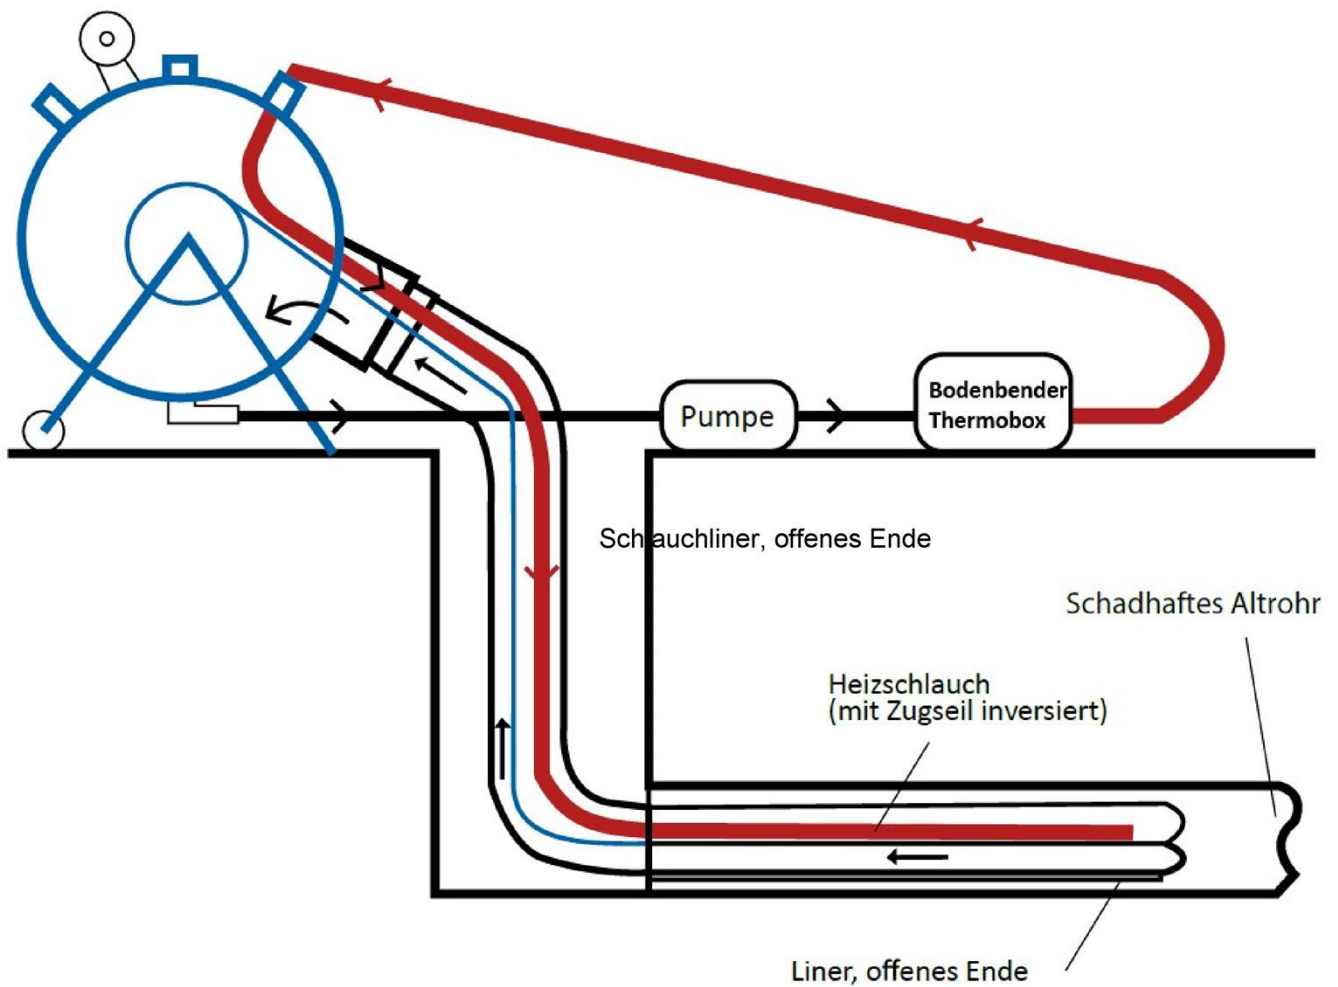 Bodenbender
Thermobox
Pumpe
Schlauchliner, offenes Ende
Schadhaftes Altrohr
Heizschlauch
(mit Zugseil inversiert)
Liner, offenes Ende